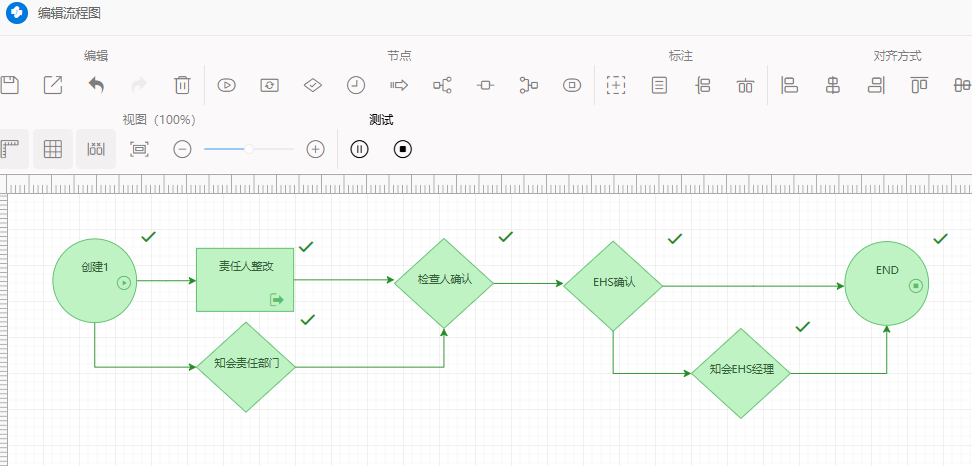 编辑流程图
编辑
节点
标注
对齐方式
视图（100%）
测试
创建1
责任人整改
检查人确认
EHS确认
END
知会责任部门
知会EHS经理